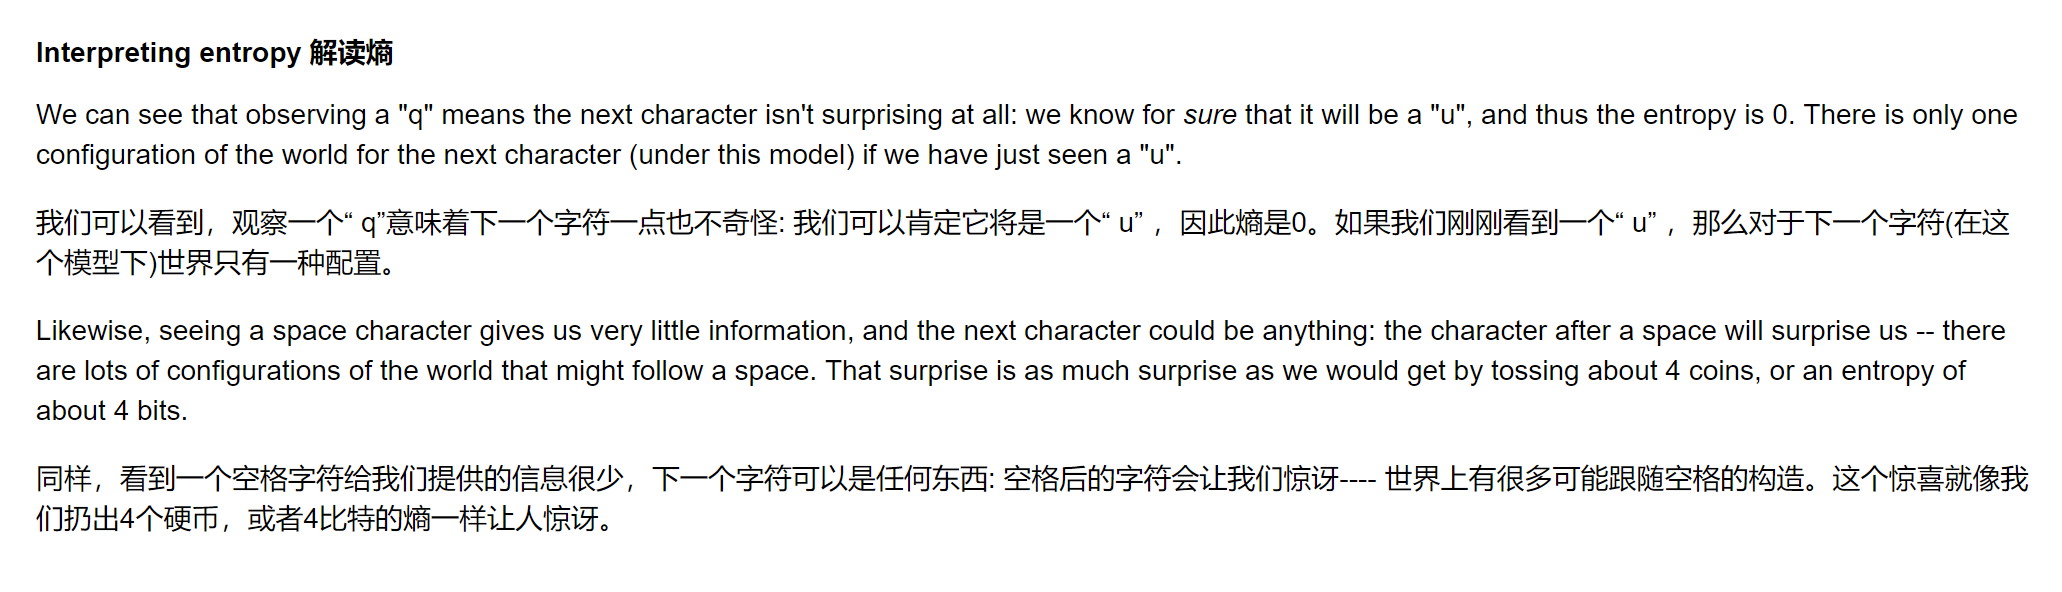 Interpreting entropy 解读熵
We can see that observing a "q" means the next character isn't surprising at all: we know for sure that it will be a "u", and thus the entropy is 0. There is only one
configuration of the world for the next character (under this model) if we have just seen a "u".
我们可以看到，观察一个“ q”意味着下一个字符一点也不奇怪: 我们可以肯定它将是一个“ u” ，因此熵是0。如果我们刚刚看到一个“ u” ，那么对于下一个字符(在这
个模型下)世界只有一种配置。
Likewise, seeing a space character gives us very little information, and the next character could be anything: the character after a space will surprise us -- there
are lots of configurations of the world that might follow a space. That surprise is as much surprise as we would get by tossing about 4 coins, or an entropy of
about 4 bits.
同样，看到一个空格字符给我们提供的信息很少，下一个字符可以是任何东西: 空格后的字符会让我们惊讶---- 世界上有很多可能跟随空格的构造。这个惊喜就像我
们扔出4个硬币，或者4比特的熵一样让人惊讶。